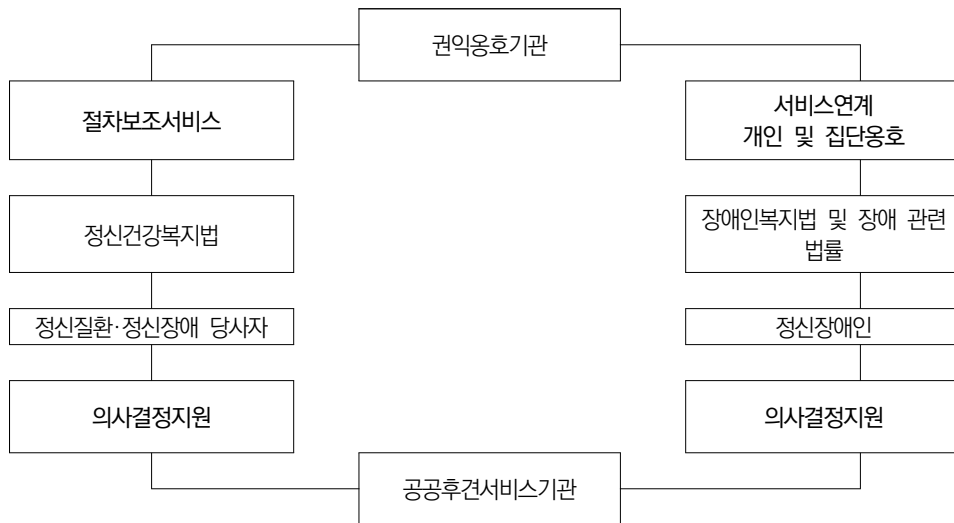 권익옹호기관
절차보조서비스
서비스연계
개인 및 집단옹호
정신건강복지법
장애인복지법 및 장애 관련
법률
정신질환·정신장애 당사자
정신장애인
의사결정지원
의사결정지원
공공후견서비스기관